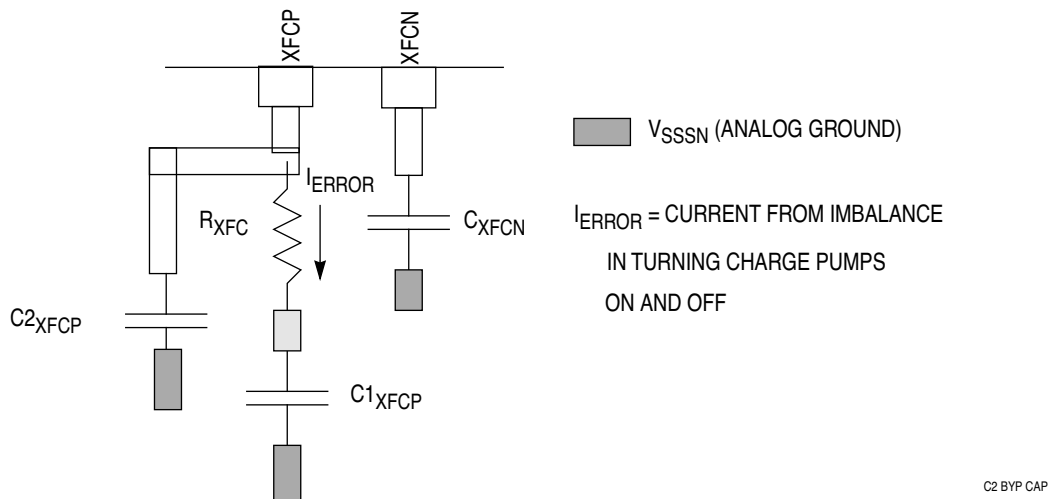 XFCP
XFCN
VSSSN (ANALOG GROUND)
IERROR
RXFC
CXFCN
IERROR = CURRENT FROM IMBALANCE
IN TURNING CHARGE PUMPS
ON AND OFF
C2XFCP
C1XFCP
C2 BYP CAP